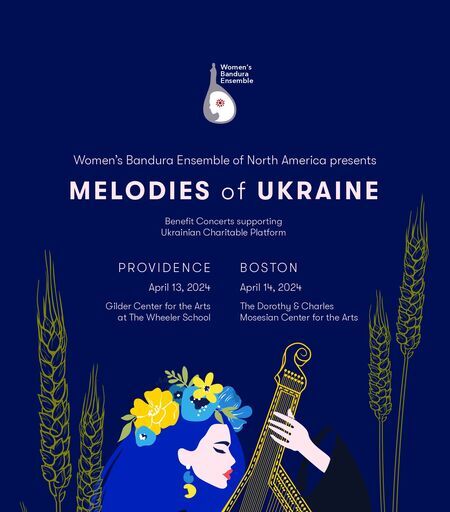 Women's
Bandura
Ensemble
Women's Bandura Ensemble of North America presents
MELODIES of UKRAINE
Benefit Concerts supporting
Ukrainian Charitable Platform
PROVIDENCE
April 13, 2024
Gilder Center for the Arts
at The Wheeler School
BOSTON
April 14, 2024
The Dorothy & Charles
Mosesian Center for the Arts